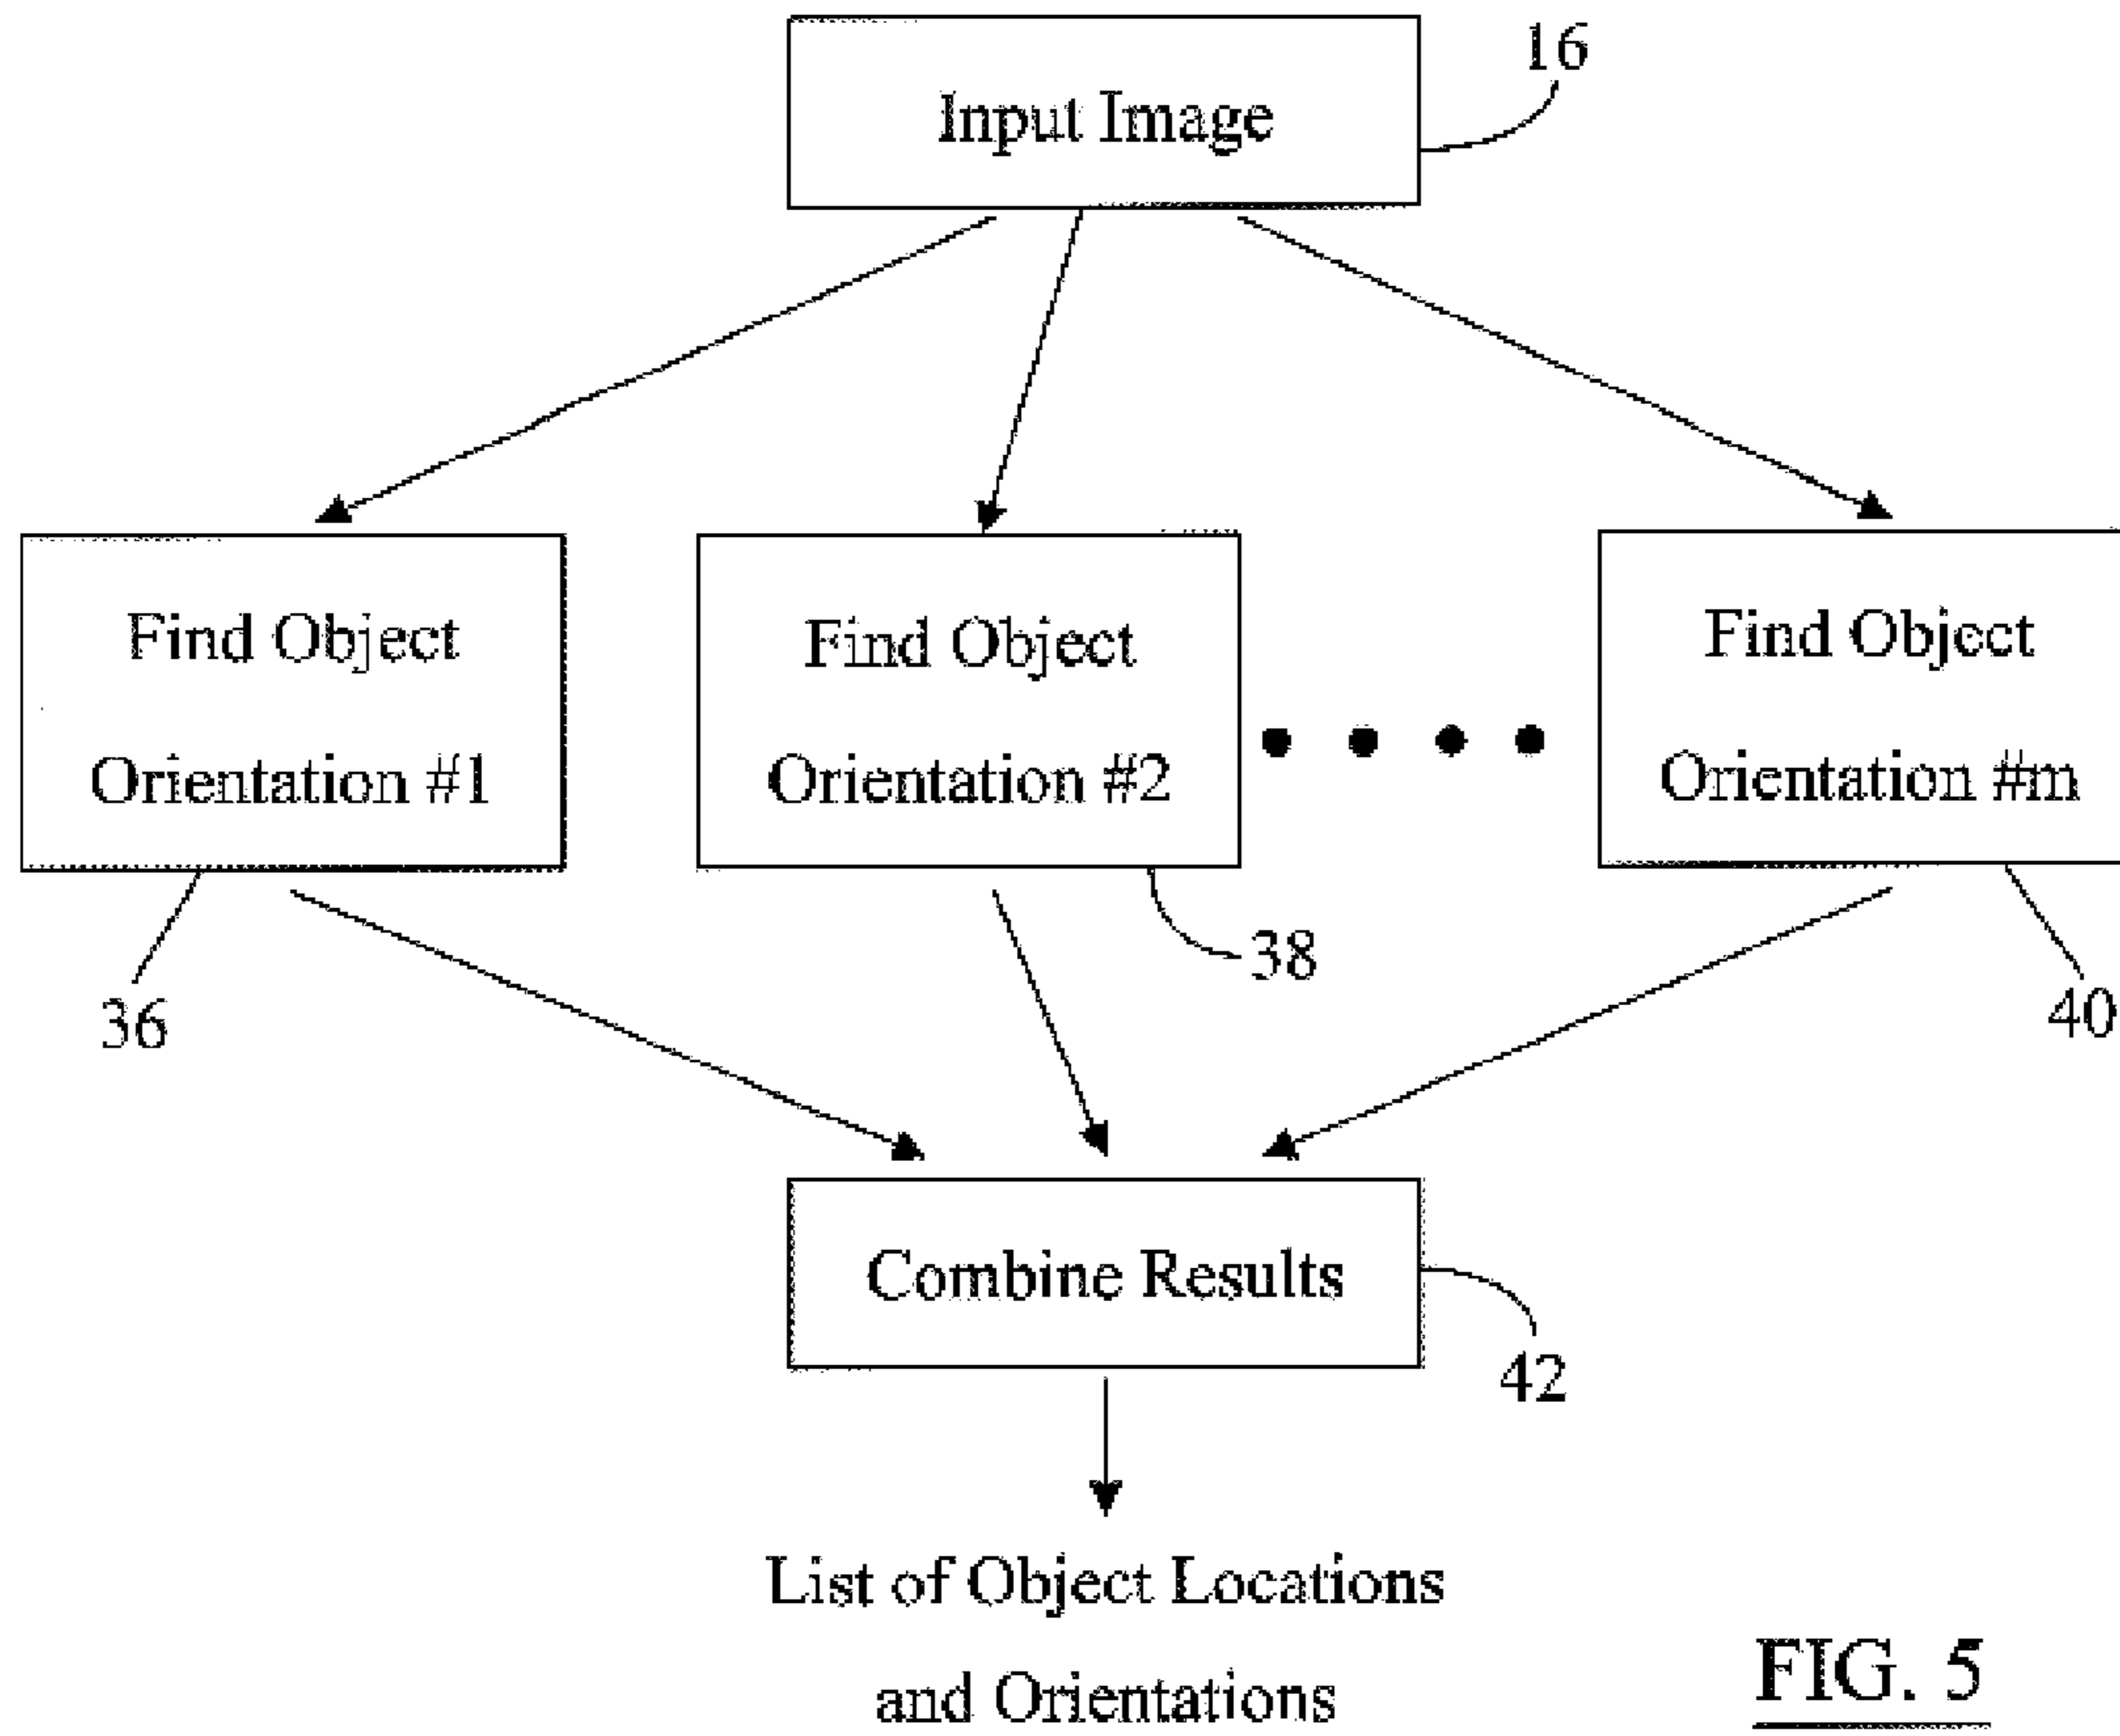 16
Input Image
Find Object
Orientation #1
Find Object
Orientation #2
Find Object
Orientation #m
36
38
40
Combine Results
42
List of Object Locations
and Orientations
FIG. 5